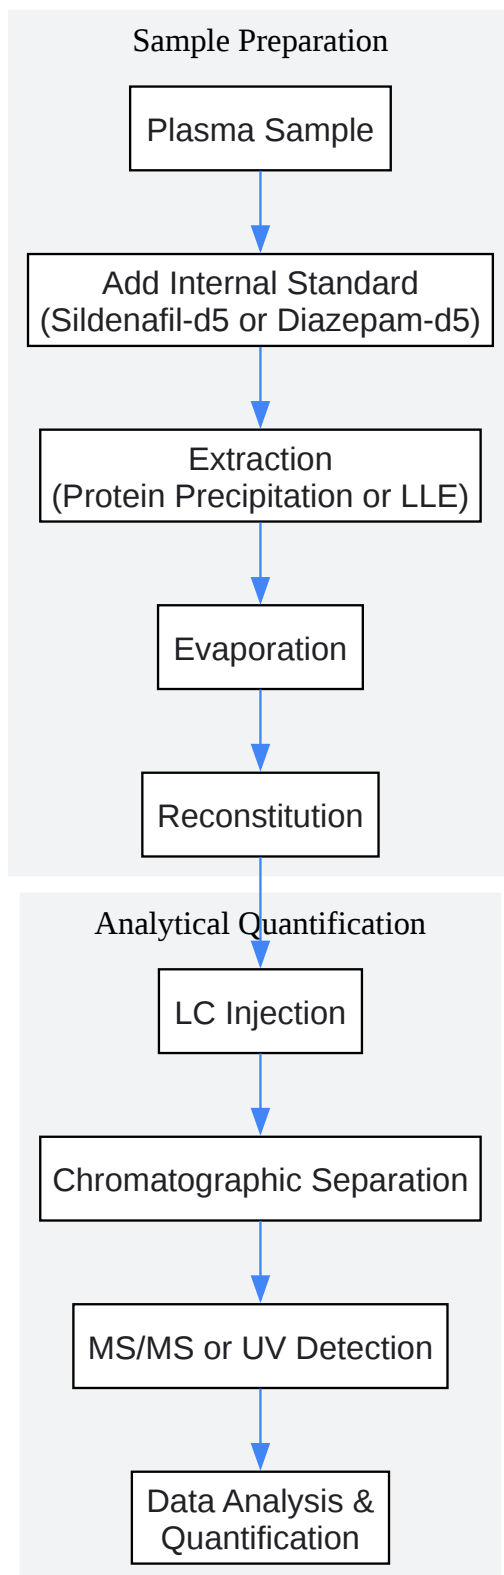 Sample Preparation
Plasma Sample
Add Internal Standard
(Sildenafil-d5 or Diazepam-d5)
Extraction
(Protein Precipitation or LLE)
Evaporation
Reconstitution
Analytical Quantification
LC Injection
Chromatographic Separation
MS/MS or UV Detection
Data Analysis &
Quantification